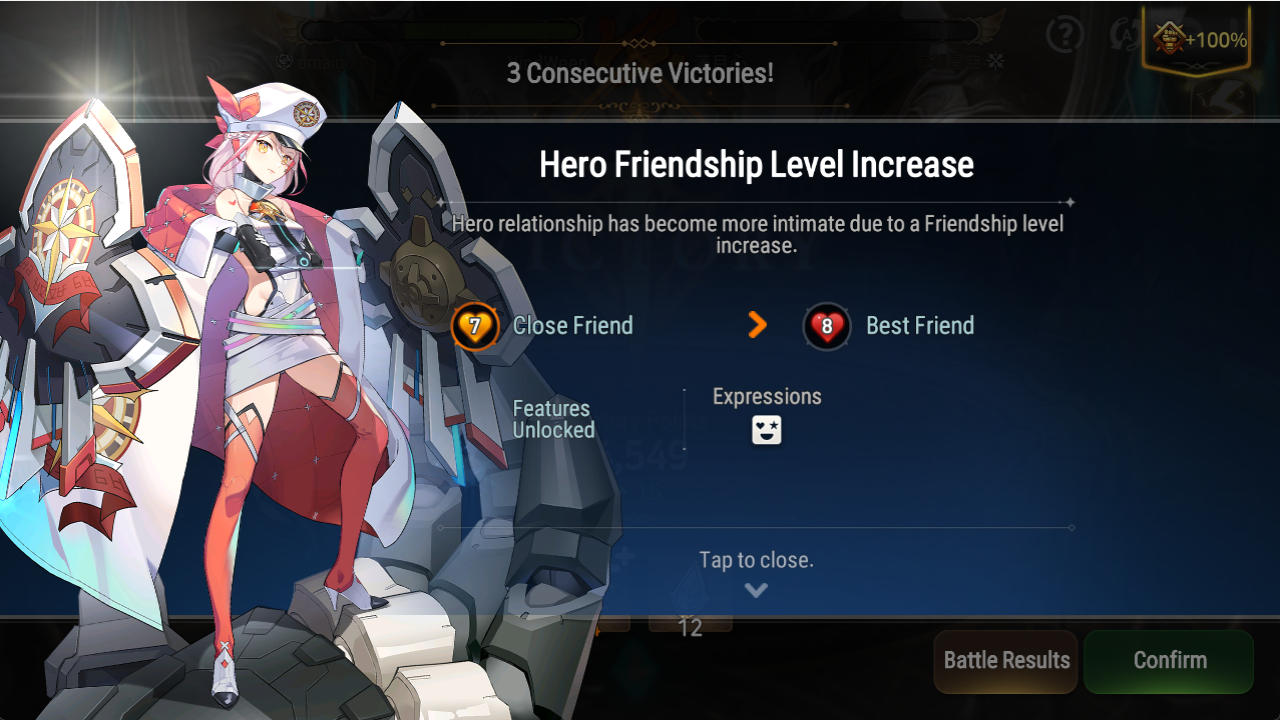 +100%
3 Consecutive Victories!
Hero Friendship Level Increase
Hero relationship has become more intimate due to a Friendship level
increase.
7 Close Friend
8 Best Friend
Features
Unlocked
Expressions
,549
Tap to close.
12
Battle Results
Confirm